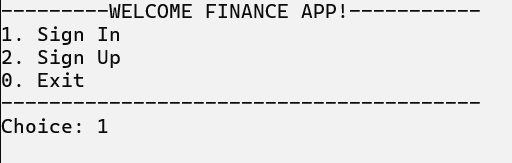 ---------WELCOME FINANCE APP!-----------
1. Sign In
2. Sign Up
0. Exit
----------------------------------------
Choice: 1